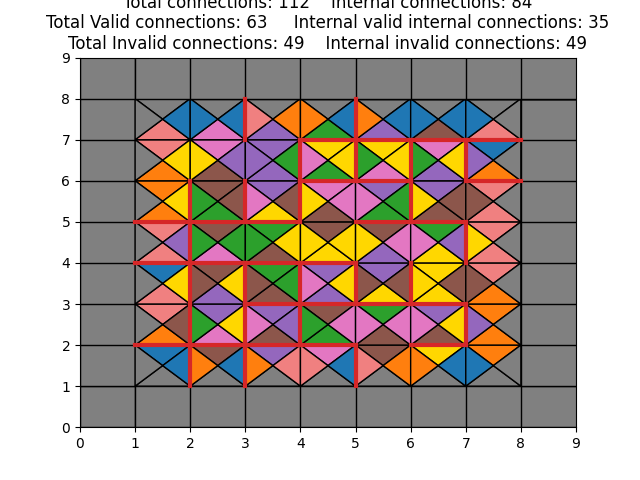 Total connections: 112    Internal connections: 84
Total Valid connections: 63     Internal valid internal connections: 35
Total Invalid connections: 49    Internal invalid connections: 49
9
8
7
6
5
4
3
2
1
0
0 1 2 3 4 5 6 7 8 9